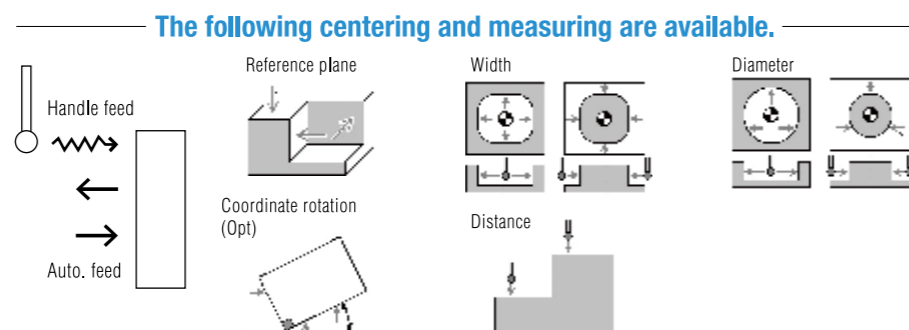 The following centering and measuring are available.
Handle feed
Auto. feed
Reference plane
Width
Diameter
Coordinate rotation
(Opt)
Distance